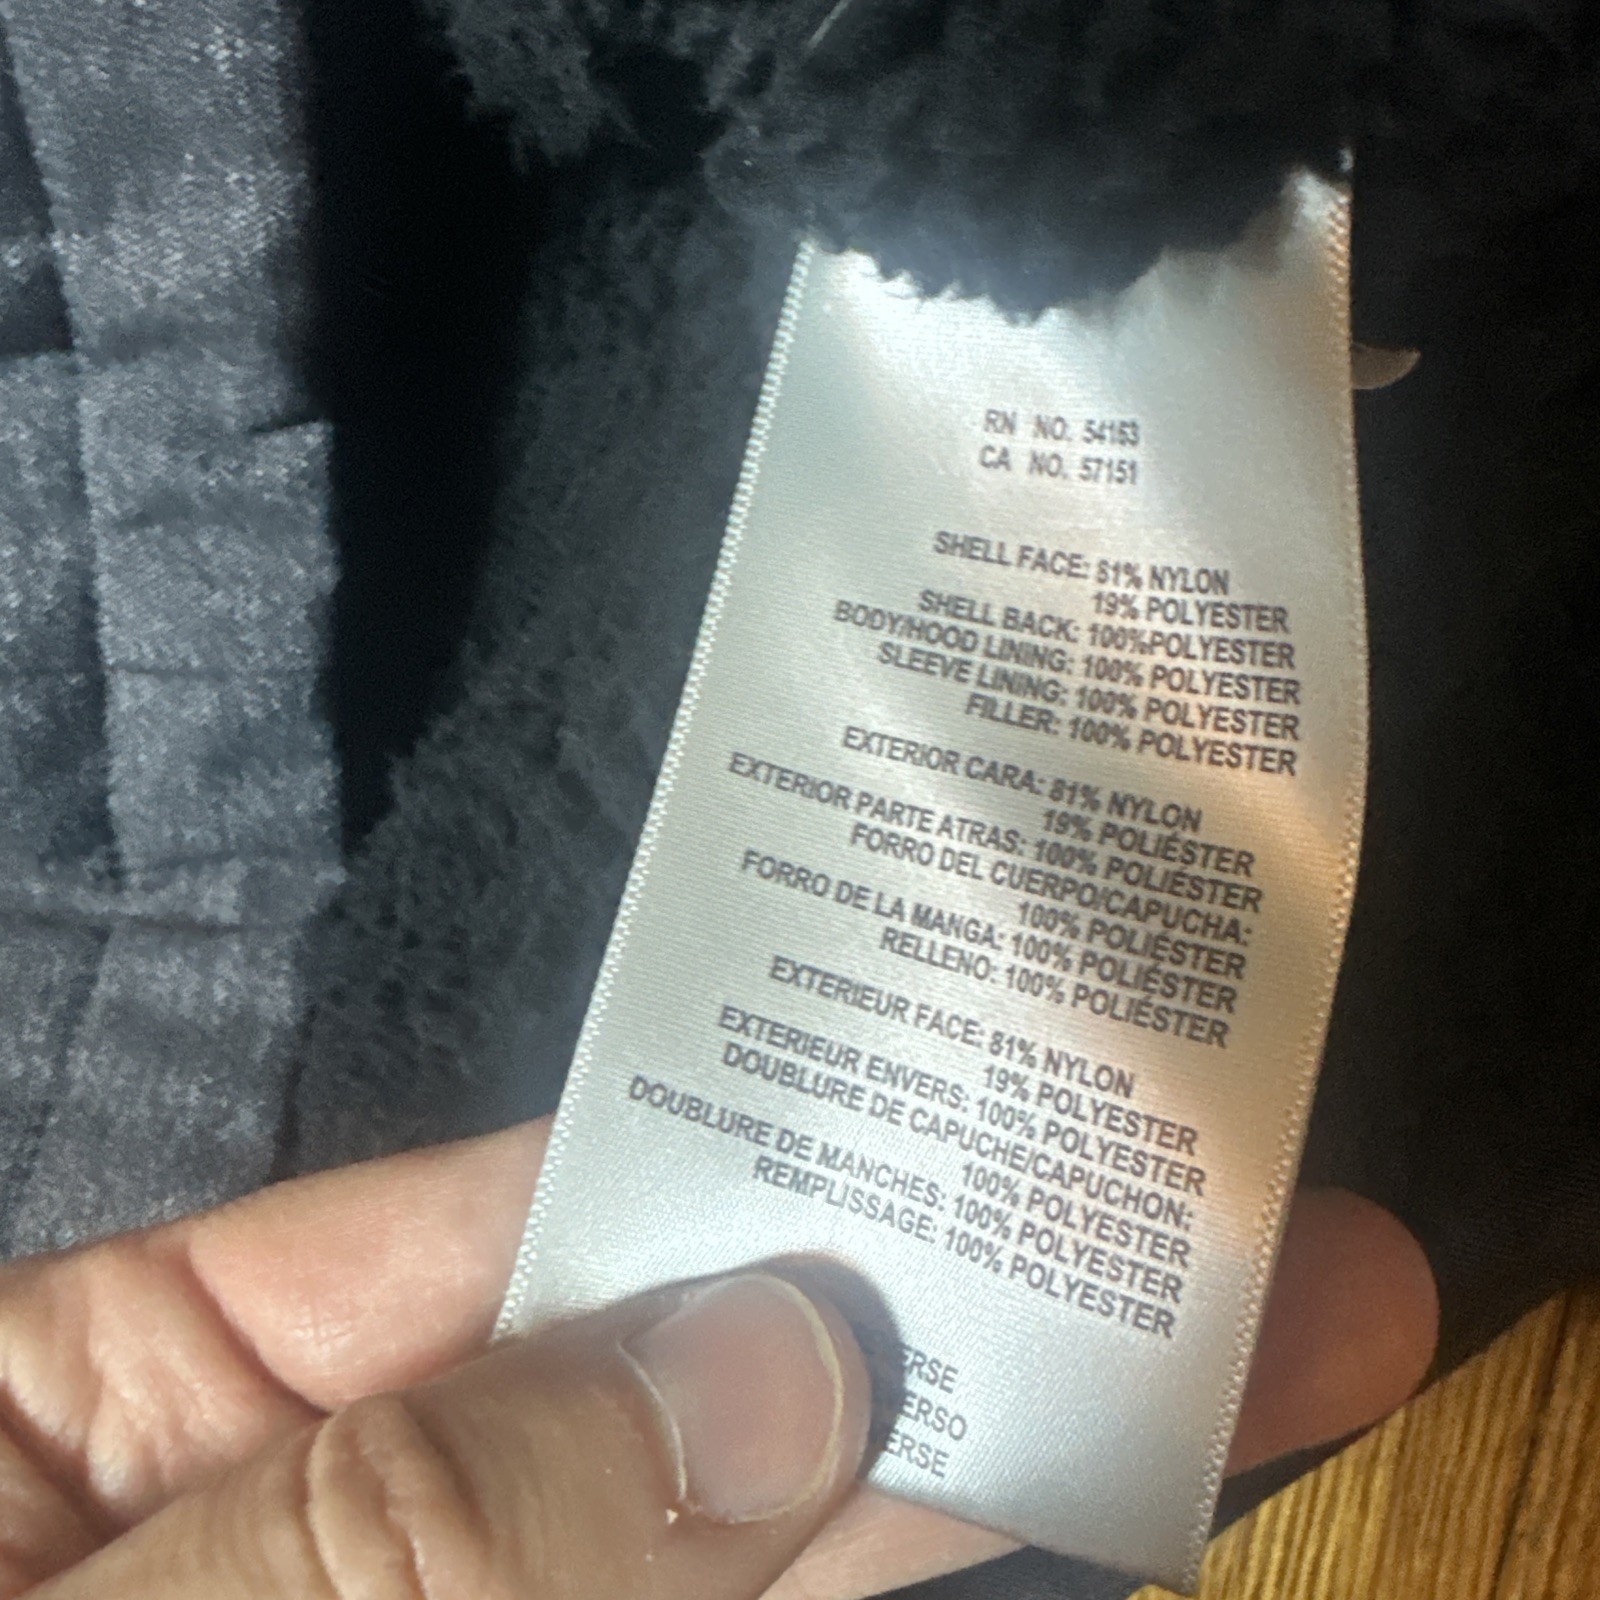 RN NO. 54163
CA NO. 57151
SHELL FACE: 81% NYLON
19% POLYESTER
SHELL BACK: 100%POLYESTER
BODY/HOOD LINING: 100% POLYESTER
SLEEVE LINING: 100% POLYESTER
FILLER: 100% POLYESTER
EXTERIOR CARA: 81% NYLON
19% POLIÉSTER
EXTERIOR PARTE ATRAS: 100% POLIÉSTER
FORRO DEL CUERPO/CAPUCHA:
100% POLIÉSTER
FORRO DE LA MANGA: 100% POLIÉSTER
RELLENO: 100% POLIÉSTER
EXTERIEUR FACE: 81% NYLON
19% POLYESTER
EXTERIEUR ENVERS: 100% POLYESTER
DOUBLURE DE CAPUCHE/CAPUCHON:
100% POLYESTER
DOUBLURE DE MANCHES: 100% POLYESTER
REMPLISSAGE: 100% POLYESTER
ERSE
ERSO
ERSE